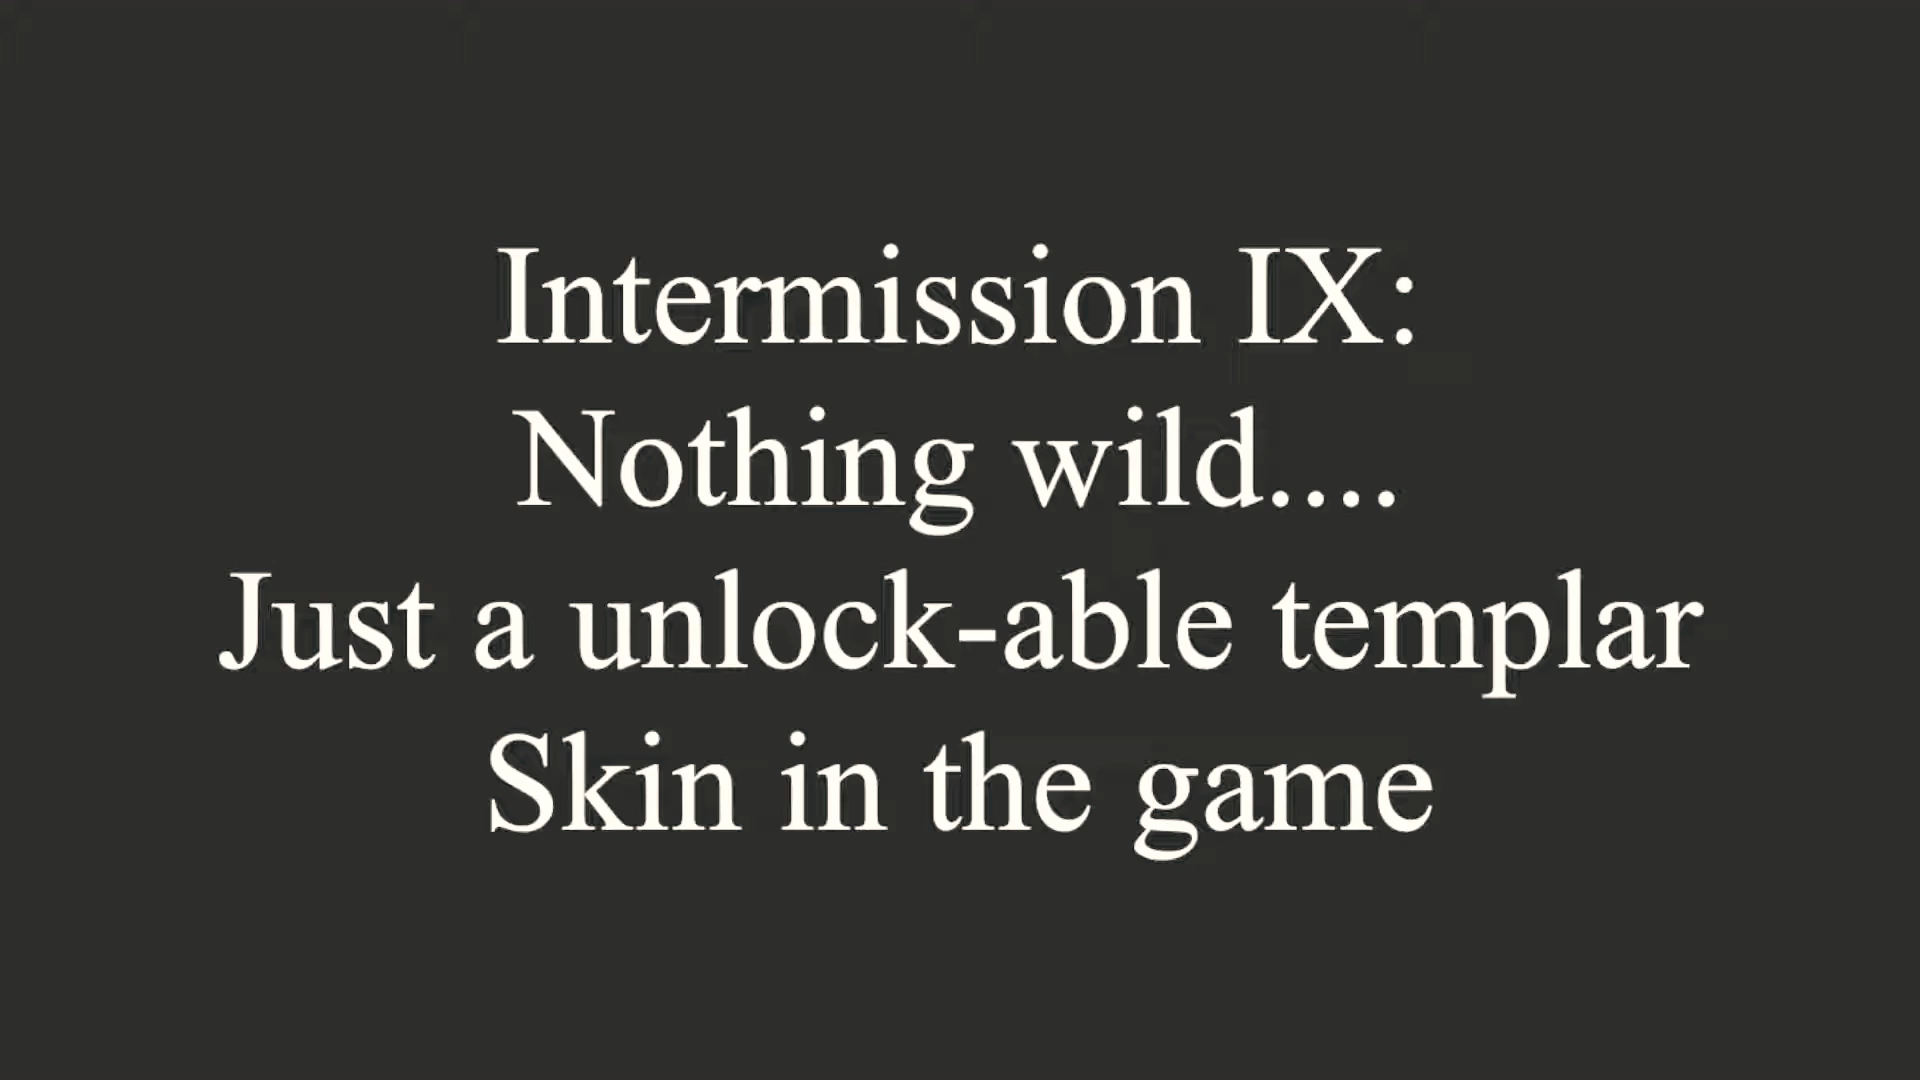 Intermission IX:
Nothing wild....
Just a unlock-able templar
Skin in the game